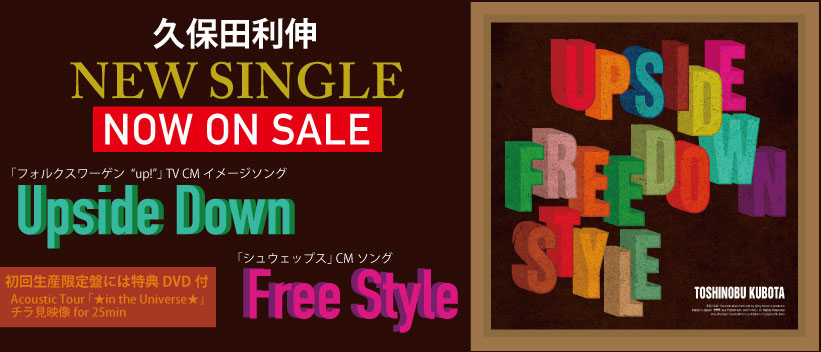 久保田利伸
NEW SINGLE
NOW ON SALE
「フォルクスワーゲン “up!”」TV CM イメージソング
Upside Down
「シュウェップス」CM ソング
Free Style
初回生産限定盤には特典 DVD 付
Acoustic Tour「★in the Universe★」
チラ見映像 for 25min
UPSIDE
DOWN
FREE
STYLE
TOSHINOBU KUBOTA